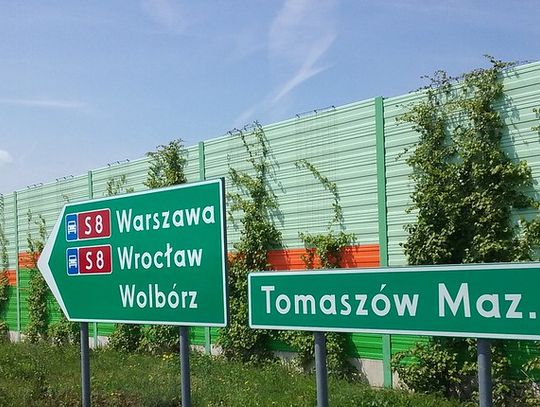 S8 Warszawa
S8 Wrocław
Wolbórz
Tomaszów Maz.